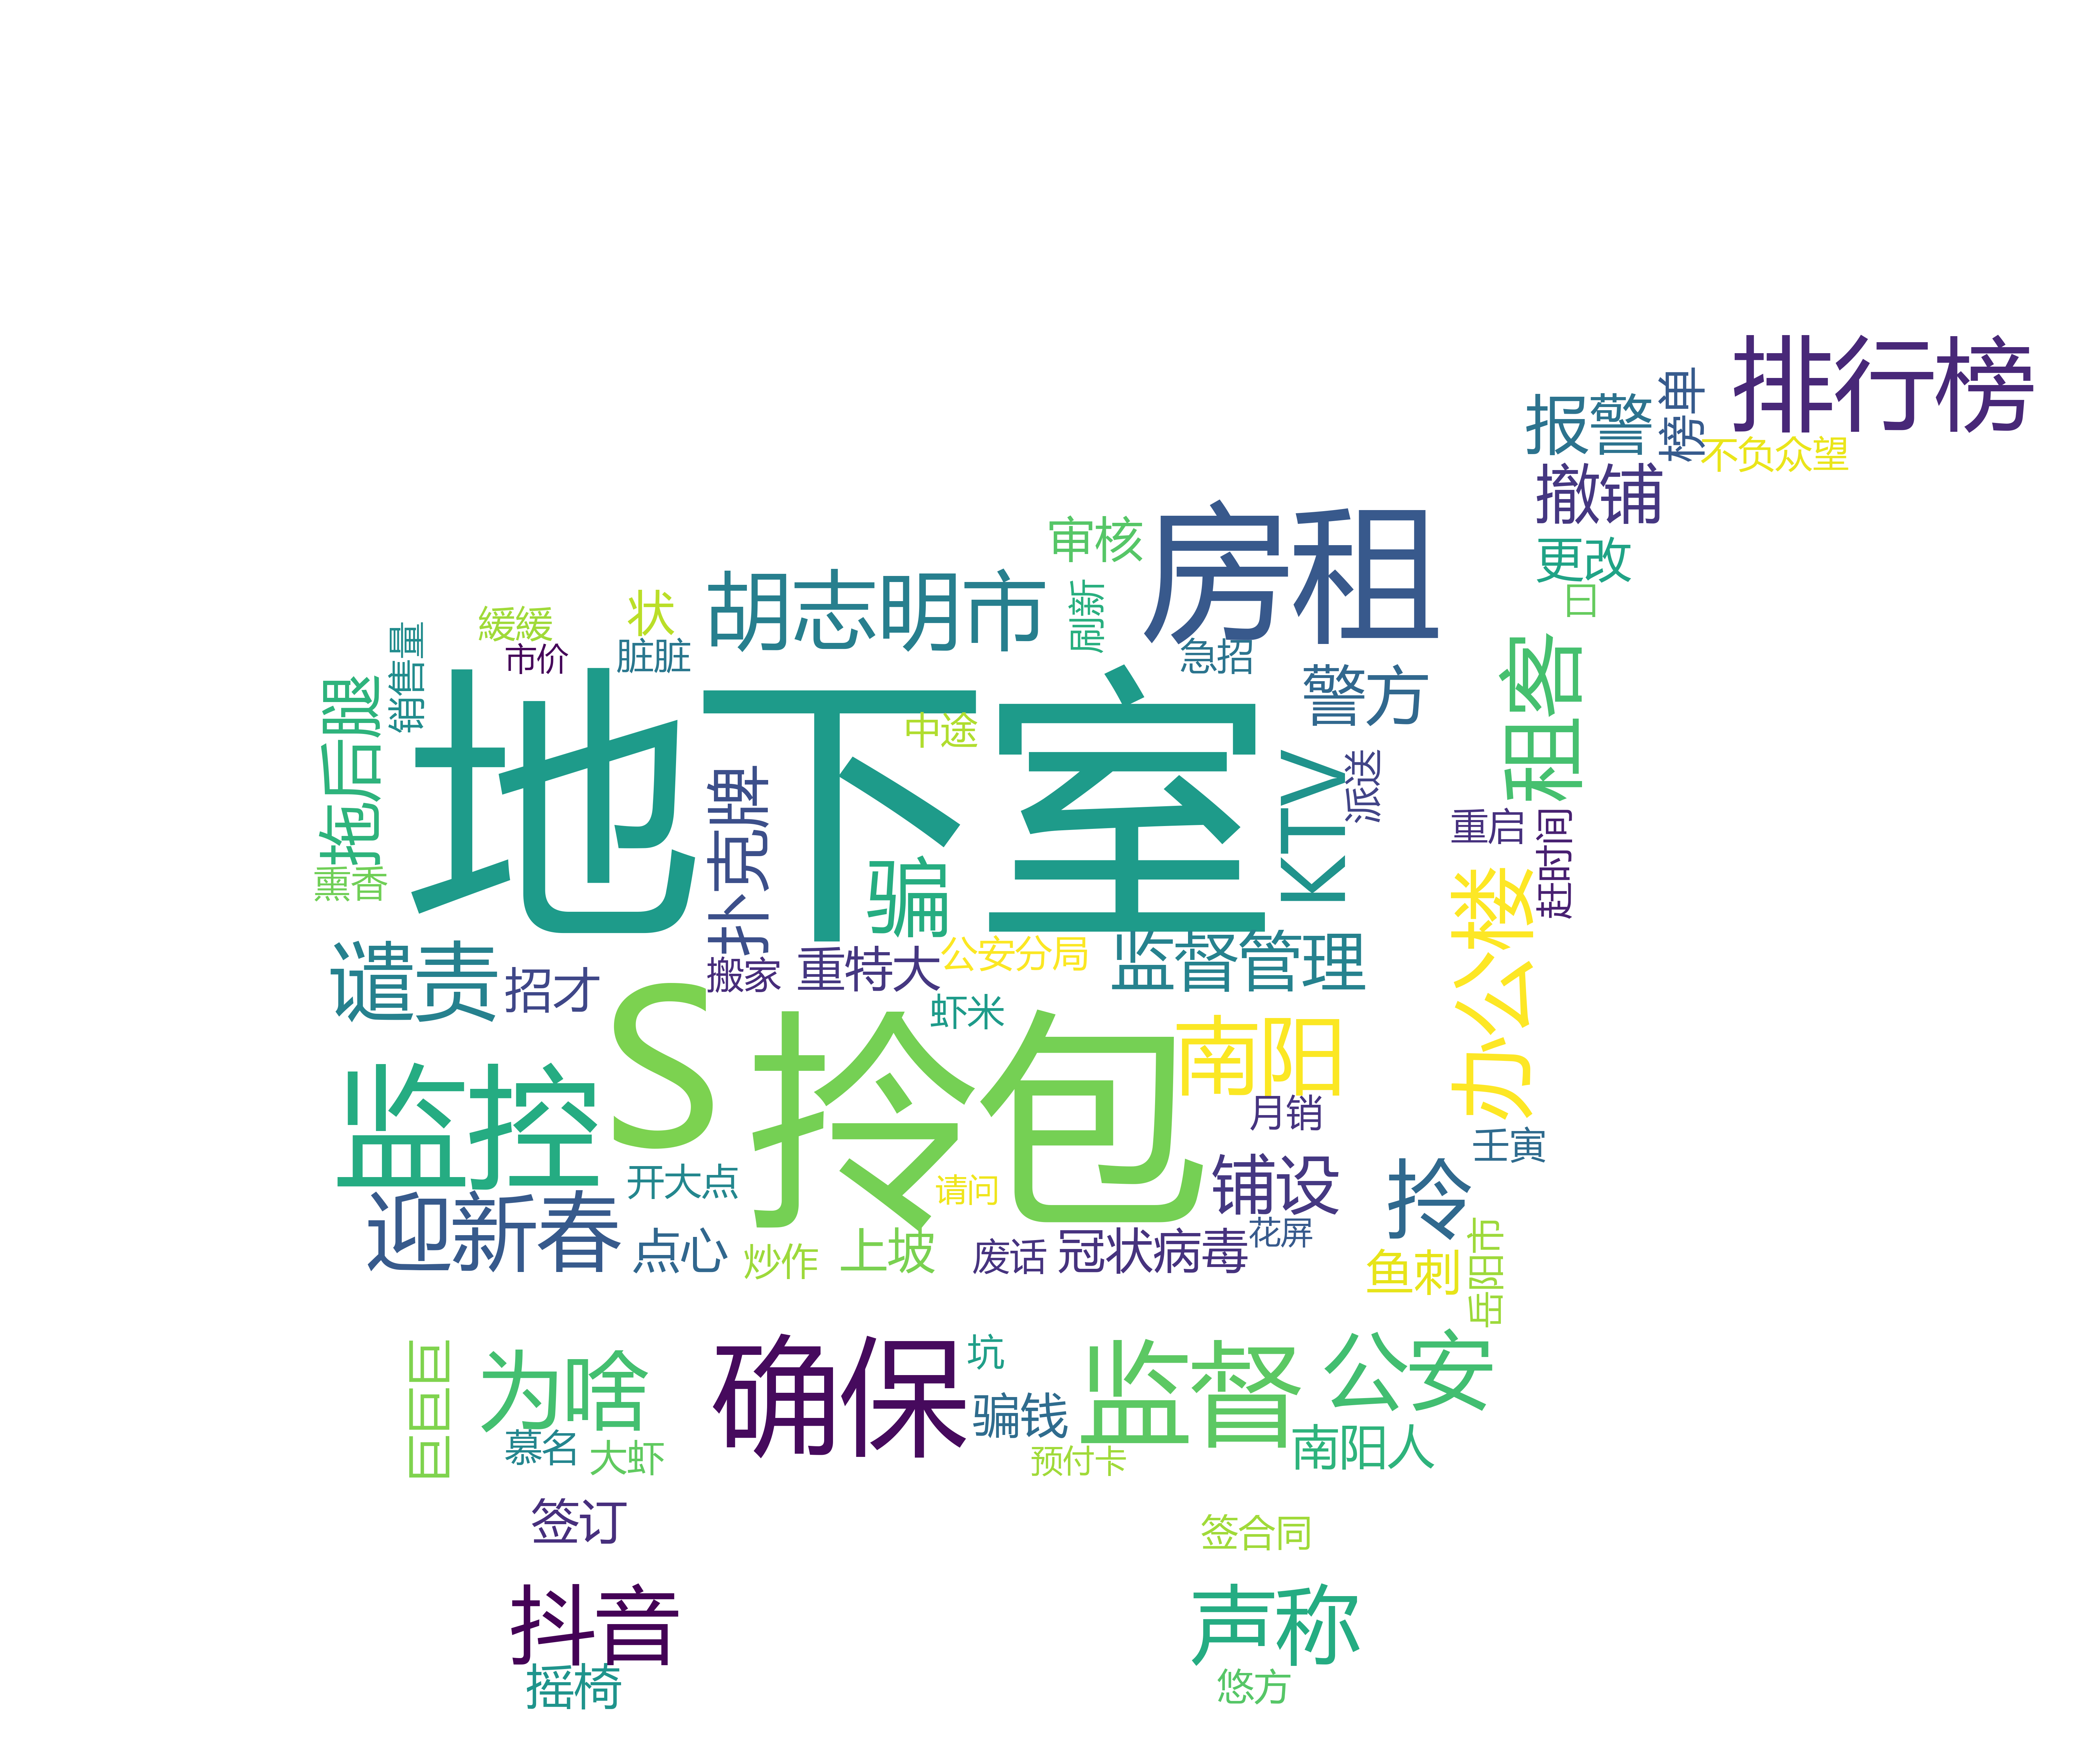 排行榜
报警
榜单
不负众望
撤铺
房租
审核
更改
胡志明市
刷新
状
缓缓
日
市价
脏脏
急招
销售量
警方
租客
地下室
拖后腿
中途
KTV
派送
扑克牌
重启
赶时间
骗
熏香
办公楼
谴责
招才
搬家
重特大
公安分局
监督管理
虾米
S
拎包
南阳
监控
月销
壬寅
开大点
请问
铺设
拎
迎新春
点心
炒作
上坡
废话
冠状病毒
花屏
鱼刺
岳阳市
巨巨巨
为啥
确保
坑
监督
公安
骗钱
慕名
大虾
预付卡
南阳人
签订
签合同
抖音
声称
摇椅
悠方